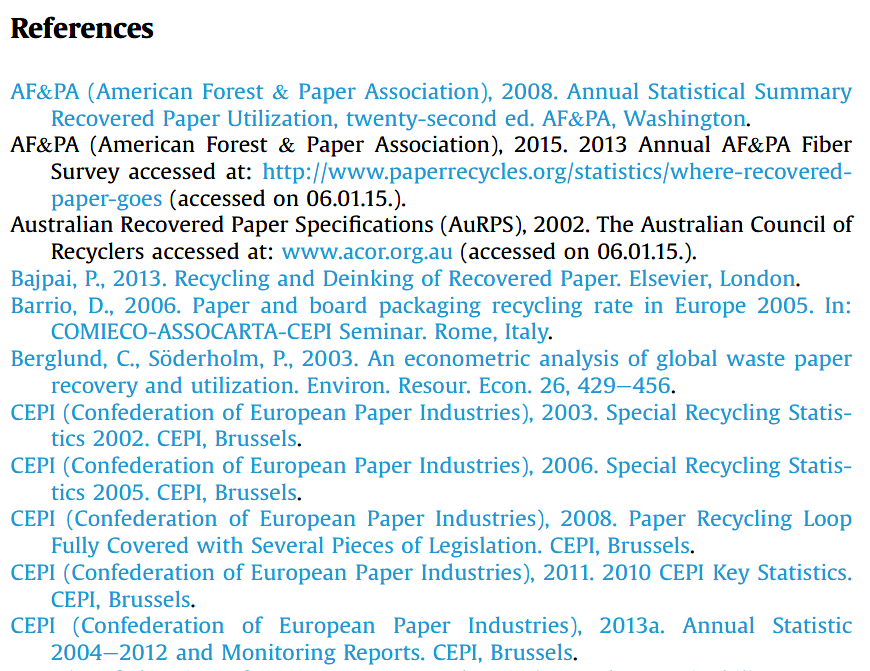 References
AF&PA (American Forest & Paper Association), 2008. Annual Statistical Summary
Recovered Paper Utilization, twenty-second ed. AF&PA, Washington.
AF&PA (American Forest & Paper Association), 2015. 2013 Annual AF&PA Fiber
Survey accessed at: http://www.paperrecycles.org/statistics/where-recovered-
paper-goes (accessed on 06.01.15.).
Australian Recovered Paper Specifications (AuRPS), 2002. The Australian Council of
Recyclers accessed at: www.acor.org.au (accessed on 06.01.15.).
Bajpai, P., 2013. Recycling and Deinking of Recovered Paper. Elsevier, London.
Barrio, D., 2006. Paper and board packaging recycling rate in Europe 2005. In:
COMIECO-ASSOCARTA-CEPI Seminar. Rome, Italy.
Berglund, C., Söderholm, P., 2003. An econometric analysis of global waste paper
recovery and utilization. Environ. Resour. Econ. 26, 429–456.
CEPI (Confederation of European Paper Industries), 2003. Special Recycling Statis-
tics 2002. CEPI, Brussels.
CEPI (Confederation of European Paper Industries), 2006. Special Recycling Statis-
tics 2005. CEPI, Brussels.
CEPI (Confederation of European Paper Industries), 2008. Paper Recycling Loop
Fully Covered with Several Pieces of Legislation. CEPI, Brussels.
CEPI (Confederation of European Paper Industries), 2011. 2010 CEPI Key Statistics.
CEPI, Brussels.
CEPI (Confederation of European Paper Industries), 2013a. Annual Statistic
2004–2012 and Monitoring Reports. CEPI, Brussels.